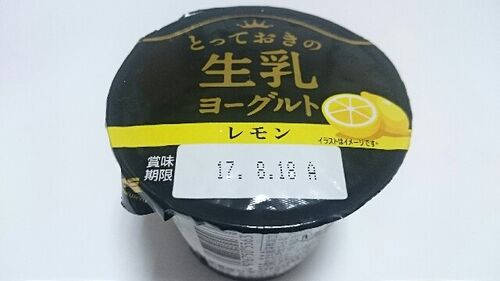 とっておきの
生乳
ヨーグルト
イラストはイメージです。
レモン
賞味
期限
17. 8.18 A